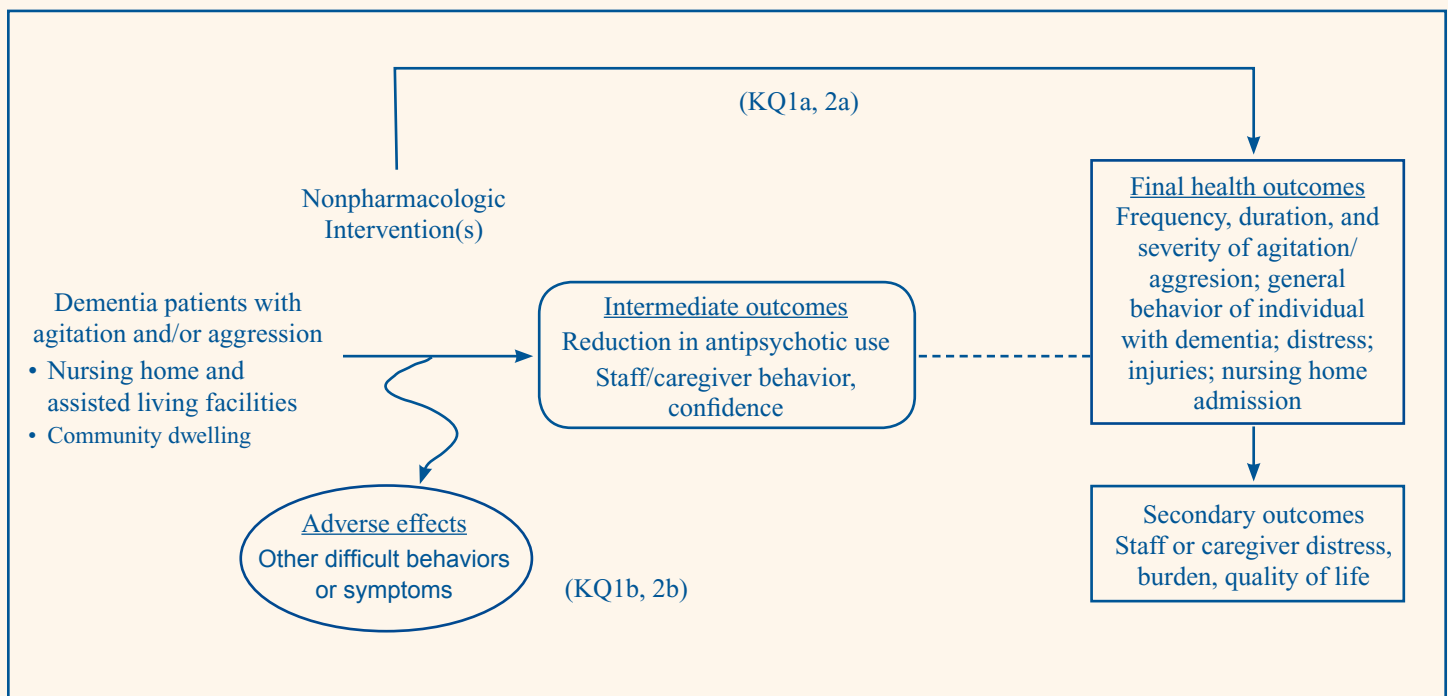 (KQ1a, 2a)
Nonpharmacologic
Intervention(s)
Dementia patients with
agitation and/or aggression
• Nursing home and
assisted living facilities
• Community dwelling
Intermediate outcomes
Reduction in antipsychotic use
Staff/caregiver behavior,
confidence
Final health outcomes
Frequency, duration, and
severity of agitation/
aggresion; general
behavior of individual
with dementia; distress;
injuries; nursing home
admission
Adverse effects
Other difficult behaviors
or symptoms
(KQ1b, 2b)
Secondary outcomes
Staff or caregiver distress,
burden, quality of life